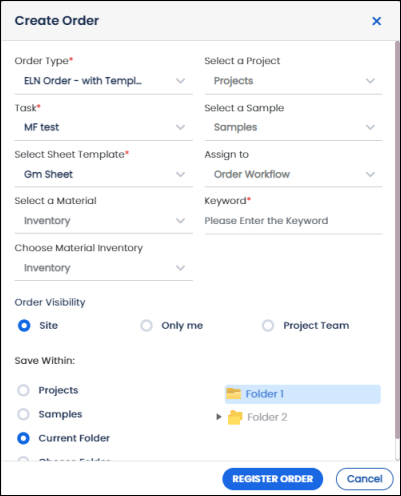 Create Order
Order Type*
ELN Order - with Templ...
Select a Project
Projects
Task*
MF test
Select a Sample
Samples
Select Sheet Template*
Gm Sheet
Assign to
Order Workflow
Select a Material
Inventory
Keyword*
Please Enter the Keyword
Choose Material Inventory
Inventory
Order Visibility
Site
Only me
Project Team
Save Within:
Projects
Samples
Current Folder
Choose Folder
Folder 1
Folder 2
REGISTER ORDER
Cancel